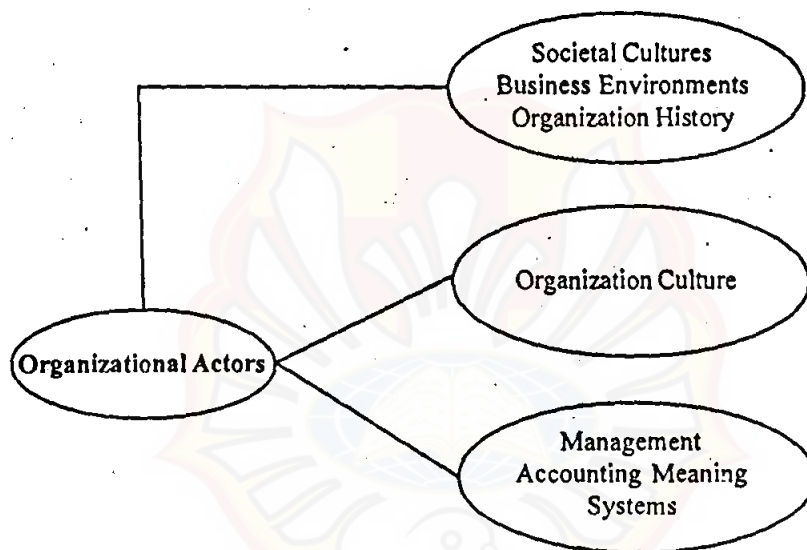 Societal Cultures
Business Environments
Organization History
Organization Culture
Organizational Actors
Management
Accounting Meaning
Systems